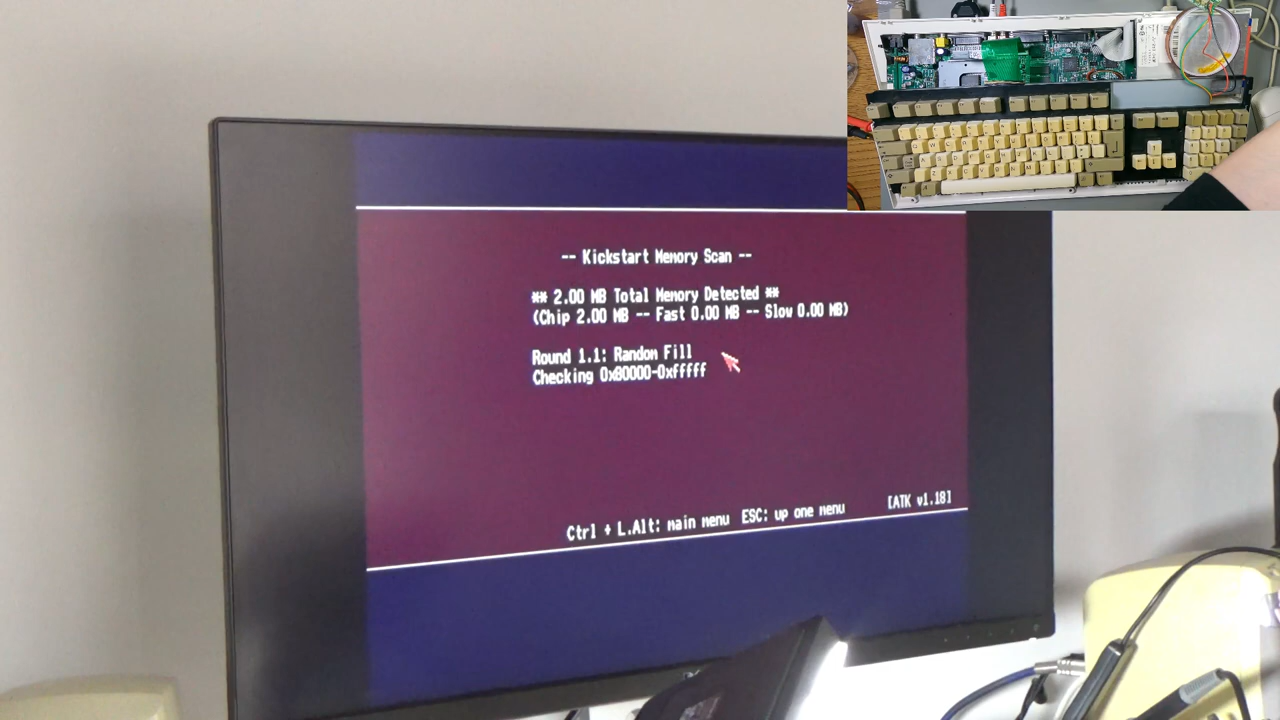 -- Kickstart Memory Scan --
** 2.00 MB Total Memory Detected **
(Chip 2.00 MB -- Fast 0.00 MB -- Slow 0.00 MB)
Round 1.1: Random Fill
Checking 0x80000-0xfffff
Ctrl + L.Alt: main menu ESC: up one menu
[ATK v1.18]